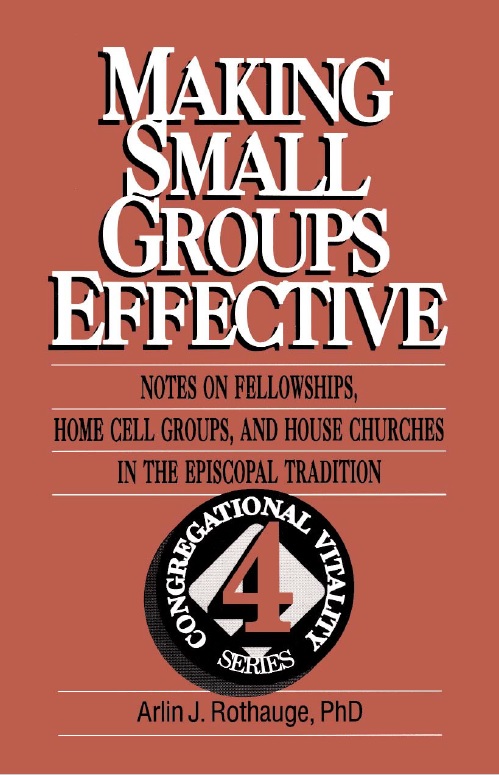 MAKING
SMALL
GROUPS
EFFECTIVE
NOTES ON FELLOWSHIPS,
HOME CELL GROUPS, AND HOUSE CHURCHES
IN THE EPISCOPAL TRADITION
CONGREGATIONAL VITALITY
4
SERIES
Arlin J. Rothauge, PhD